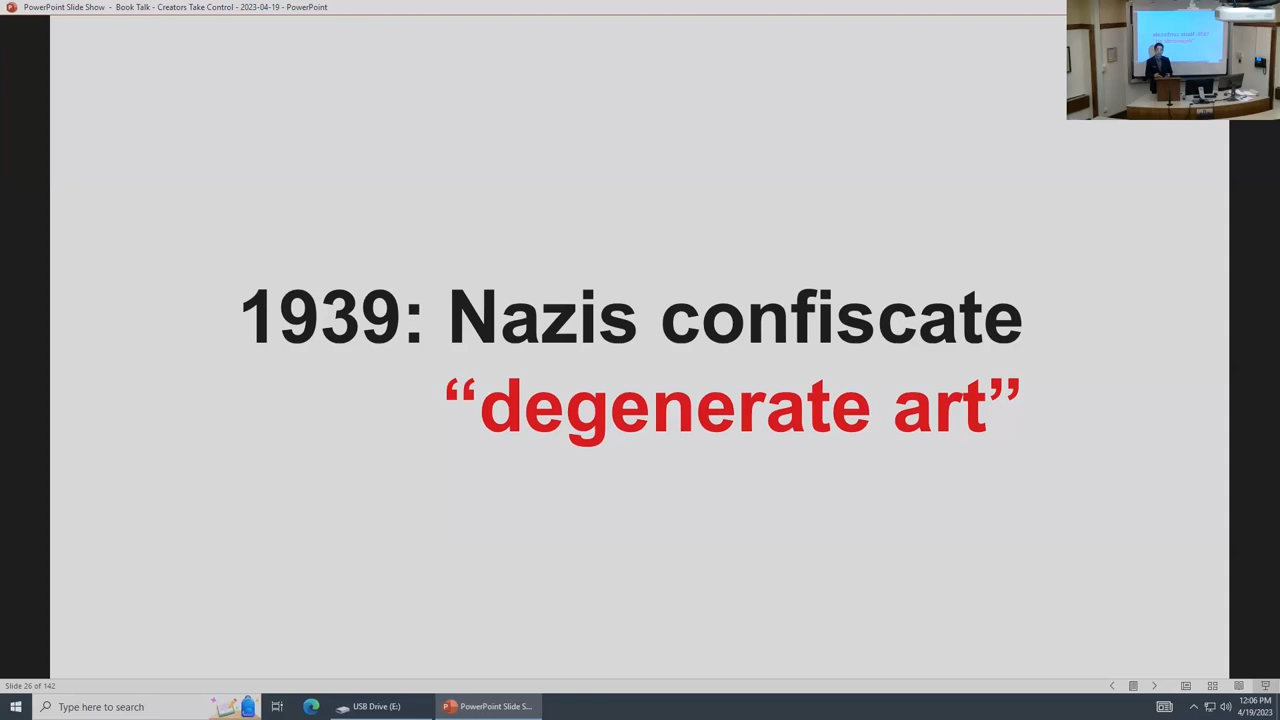 PowerPoint Slide Show - Book Talk - Creators Take Control - 2023-04-19 - PowerPoint
1939: Nazis confiscate
“degenerate art”
Slide 26 of 142
Type here to search
USB Drive (E:)
PowerPoint Slide S...
12:06 PM
4/19/2023